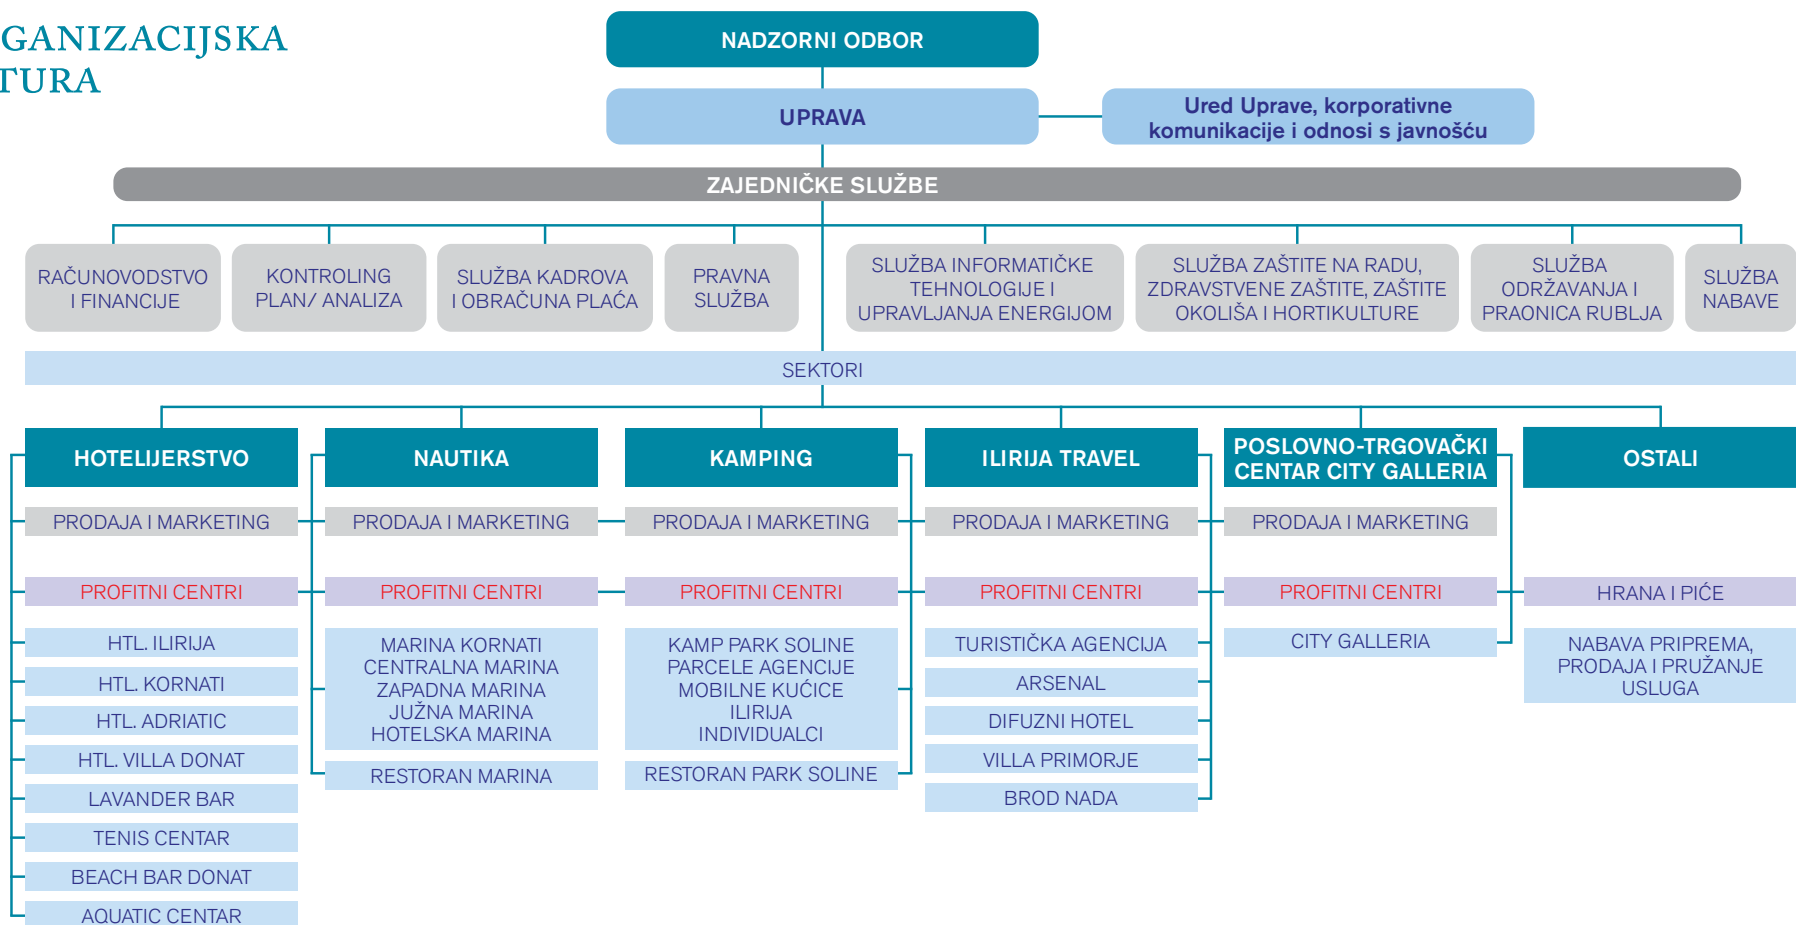 GANIZACIJSKA
TURA
NADZORNI ODBOR
UPRAVA
Ured Uprave, korporativne
komunikacije i odnosi s javnošću
ZAJEDNIČKE SLUŽBE
RAČUNOVODSTVO
I FINANCIJE
KONTROLING
PLAN/ ANALIZA
SLUŽBA KADROVA
I OBRAČUNA PLAĆA
PRAVNA
SLUŽBA
SLUŽBA INFORMATIČKE
TEHNOLOGIJE I
UPRAVLJANJA ENERGIJOM
SLUŽBA ZAŠTITE NA RADU,
ZDRAVSTVENE ZAŠTITE, ZAŠTITE
OKOLIŠA I HORTIKULTURE
SLUŽBA
ODRŽAVANJA I
PRAONICA RUBLJA
SLUŽBA
NABAVE
SEKTORI
HOTELIJERSTVO
PRODAJA I MARKETING
PROFITNI CENTRI
HTL. ILIRIJA
HTL. KORNATI
HTL. ADRIATIC
HTL. VILLA DONAT
LAVANDER BAR
TENIS CENTAR
BEACH BAR DONAT
AQUATIC CENTAR
NAUTIKA
PRODAJA I MARKETING
PROFITNI CENTRI
MARINA KORNATI
CENTRALNA MARINA
ZAPADNA MARINA
JUŽNA MARINA
HOTELSKA MARINA
RESTORAN MARINA
KAMPING
PRODAJA I MARKETING
PROFITNI CENTRI
KAMP PARK SOLINE
PARCELE AGENCIJE
MOBILNE KUĆICE
ILIRIJA
INDIVIDUALCI
RESTORAN PARK SOLINE
ILIRIJA TRAVEL
PRODAJA I MARKETING
PROFITNI CENTRI
TURISTIČKA AGENCIJA
ARSENAL
DIFUZNI HOTEL
VILLA PRIMORJE
BROD NADA
POSLOVNO-TRGOVAČKI
CENTAR CITY GALLERIA
PRODAJA I MARKETING
PROFITNI CENTRI
CITY GALLERIA
OSTALI
HRANA I PIĆE
NABAVA PRIPREMA,
PRODAJA I PRUŽANJE
USLUGA